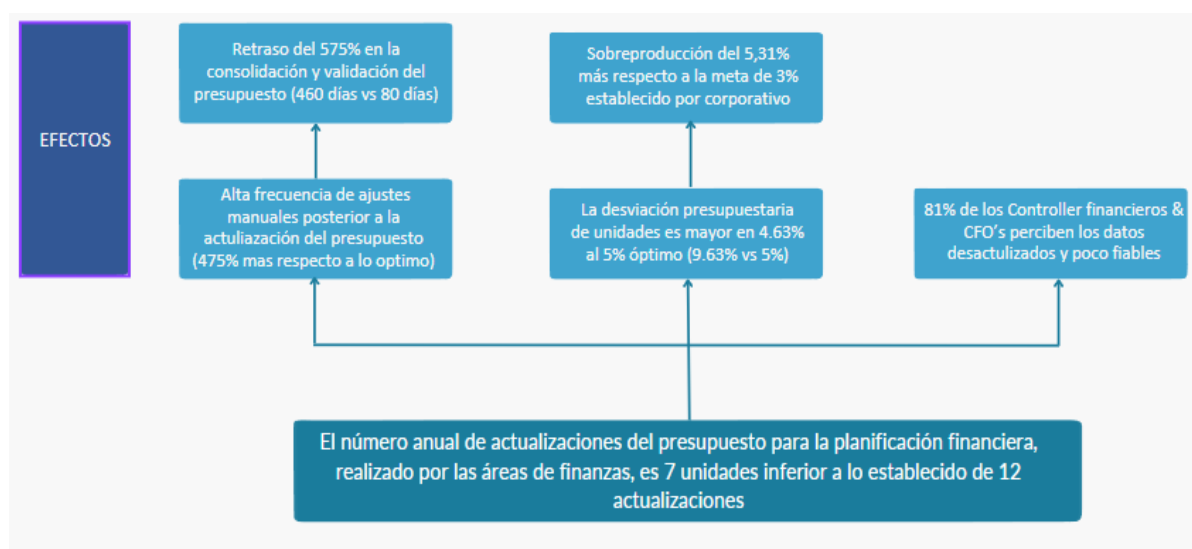 EFECTOS
Retraso del 575% en la
consolidación y validación del
presupuesto (460 días vs 80 días)
Sobreproducción del 5,31%
más respecto a la meta de 3%
establecido por corporativo
Alta frecuencia de ajustes
manuales posterior a la
actuliazación del presupuesto
(475% mas respecto a lo optimo)
La desviación presupuestaria
de unidades es mayor en 4.63%
al 5% óptimo (9.63% vs 5%)
81% de los Controller financieros &
CFO's perciben los datos
desactulizados y poco fiables
El número anual de actualizaciones del presupuesto para la planificación financiera,
realizado por las áreas de finanzas, es 7 unidades inferior a lo establecido de 12
actualizaciones